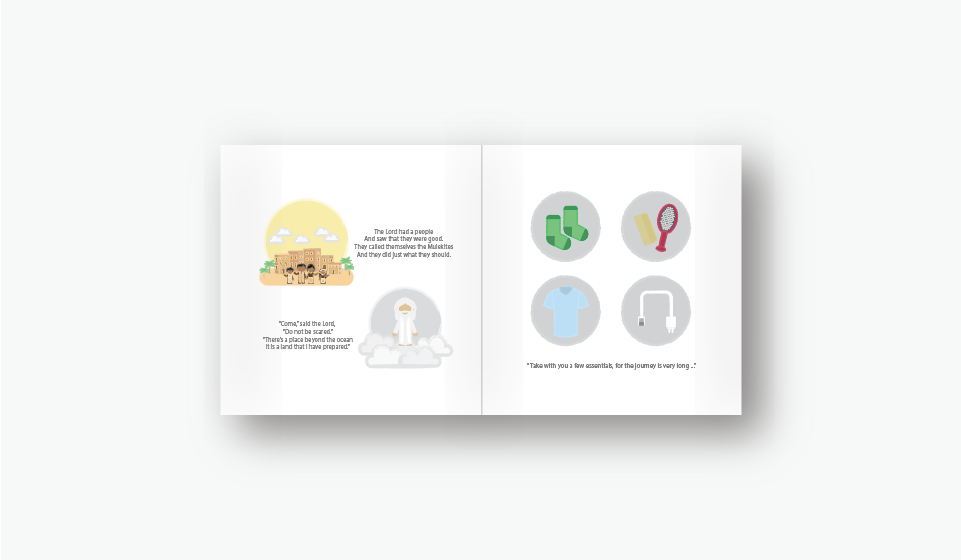 The Lord had a people
And saw that they were good.
They called themselves the Mulekites
And they did just what they should.
"Come," said the Lord,
"Do not be scared."
"There's a place beyond the ocean
It is a land that I have prepared."
"Take with you a few essentials, for the journey is very long ..."